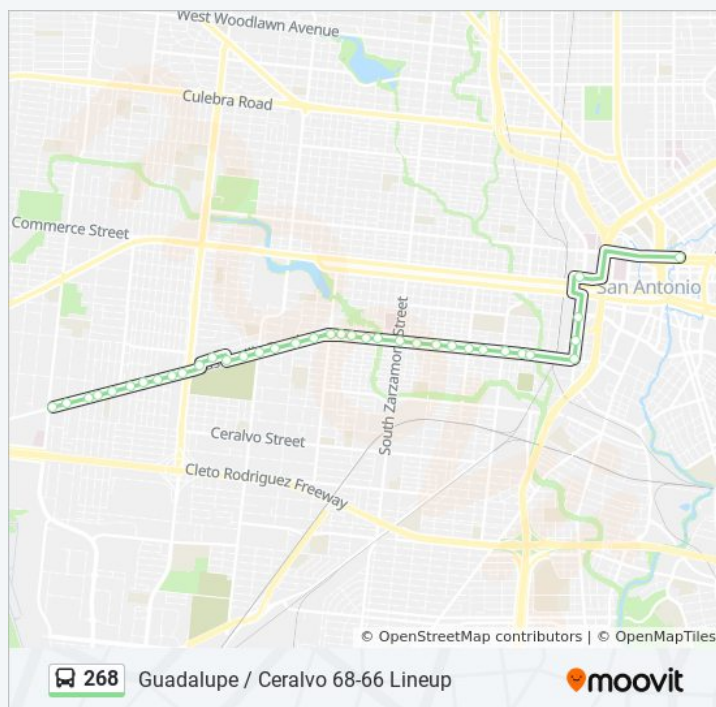 West Woodlawn Avenue
Culebra Road
Commerce Street
San Antonio
South Zarzamora Street
Ceralvo Street
Cleto Rodriguez Freeway
© OpenStreetMap contributors | © OpenMapTiles
268 Guadalupe / Ceralvo 68-66 Lineup
moovit